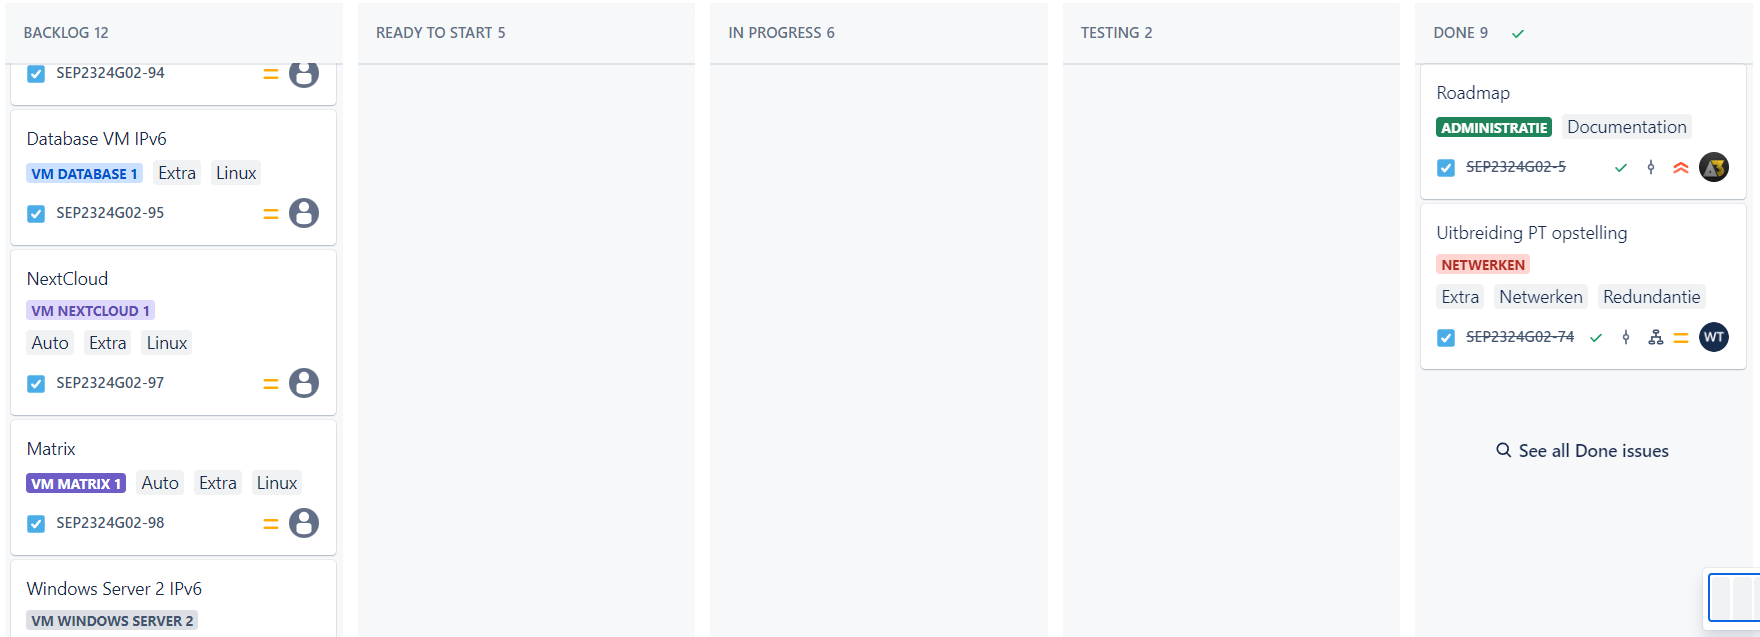 BACKLOG 12
SEP2324G02-94
Database VM IPv6
VM DATABASE 1 Extra Linux
SEP2324G02-95
NextCloud
VM NEXTCLOUD 1
Auto Extra Linux
SEP2324G02-97
Matrix
VM MATRIX 1 Auto Extra Linux
SEP2324G02-98
Windows Server 2 IPv6
VM WINDOWS SERVER 2
READY TO START 5
IN PROGRESS 6
TESTING 2
DONE 9
Roadmap
ADMINISTRATIE Documentation
SEP2324G02-5
Uitbreiding PT opstelling
NETWERKEN
Extra Netwerken Redundantie
SEP2324G02-74 WT
See all Done issues